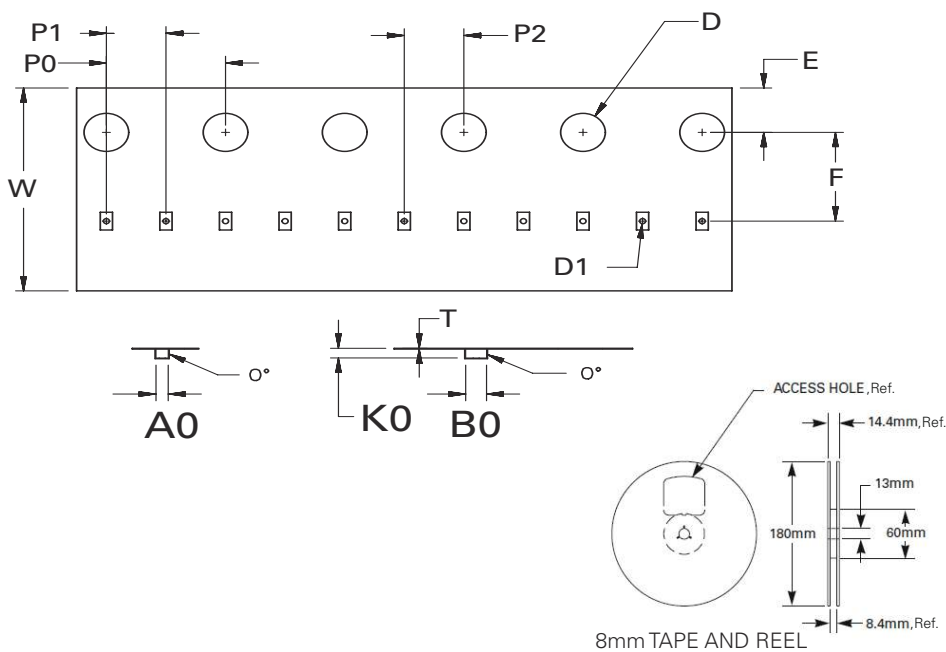 P1
P2
D
P0
E
W
F
D1
T
O°
O°
A0
K0
B0
ACCESS HOLE, Ref.
14.4mm, Ref.
13mm
180mm
60mm
8.4mm, Ref.
8mm TAPE AND REEL